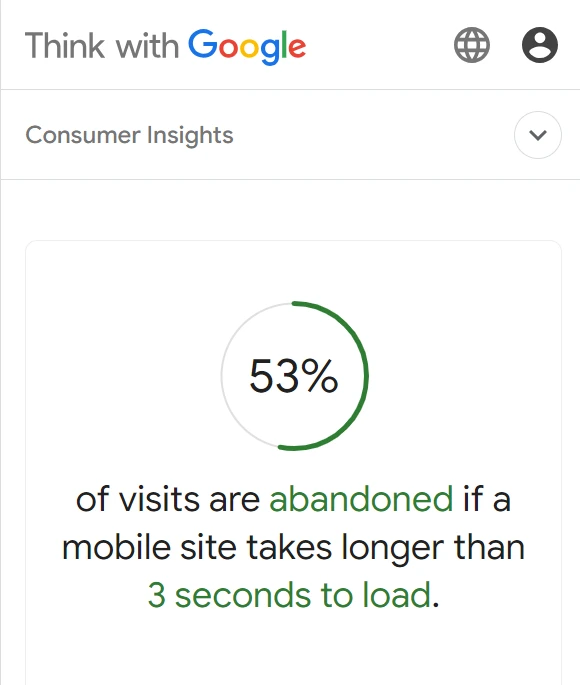 Think with Google
Consumer Insights
53%
of visits are abandoned if a
mobile site takes longer than
3 seconds to load.